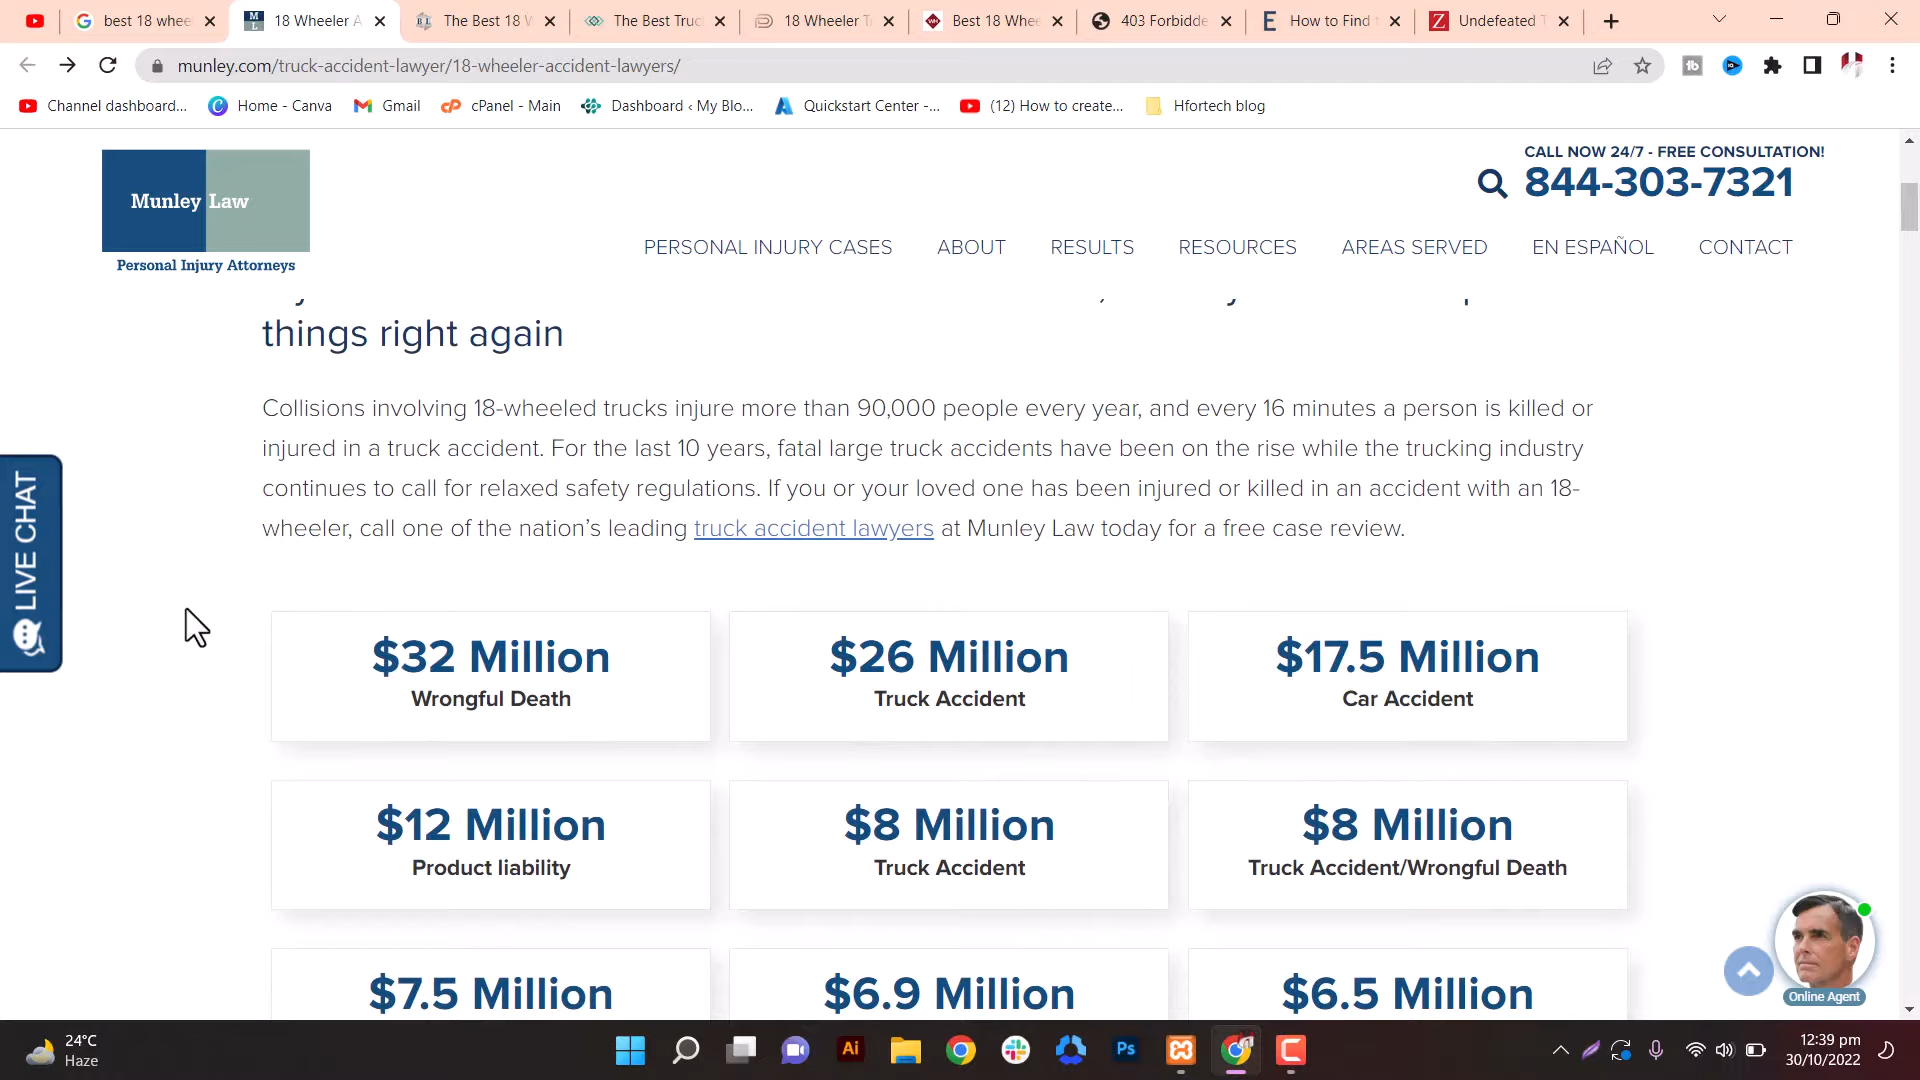 best 18 whee
18 Wheeler A
The Best 18 W
The Best Truc
18 Wheeler T
Best 18 Whee
403 Forbidde
How to Find
Undefeated T
munley.com/truck-accident-lawyer/18-wheeler-accident-lawyers/
Channel dashboard...
Home - Canva
Gmail
cPanel - Main
Dashboard ‹ My Blo...
Quickstart Center -...
(12) How to create...
Hfortech blog
Munley Law
Personal Injury Attorneys
CALL NOW 24/7 - FREE CONSULTATION!
844-303-7321
PERSONAL INJURY CASES
ABOUT
RESULTS
RESOURCES
AREAS SERVED
EN ESPAÑOL
CONTACT
things right again
Collisions involving 18-wheeled trucks injure more than 90,000 people every year, and every 16 minutes a person is killed or
injured in a truck accident. For the last 10 years, fatal large truck accidents have been on the rise while the trucking industry
continues to call for relaxed safety regulations. If you or your loved one has been injured or killed in an accident with an 18-
wheeler, call one of the nation's leading truck accident lawyers at Munley Law today for a free case review.
LIVE CHAT
$32 Million
Wrongful Death
$26 Million
Truck Accident
$17.5 Million
Car Accident
$12 Million
Product liability
$8 Million
Truck Accident
$8 Million
Truck Accident/Wrongful Death
$7.5 Million
$6.9 Million
$6.5 Million
Online Agent
24°C
Haze
Ai
Ps
12:39 pm
30/10/2022